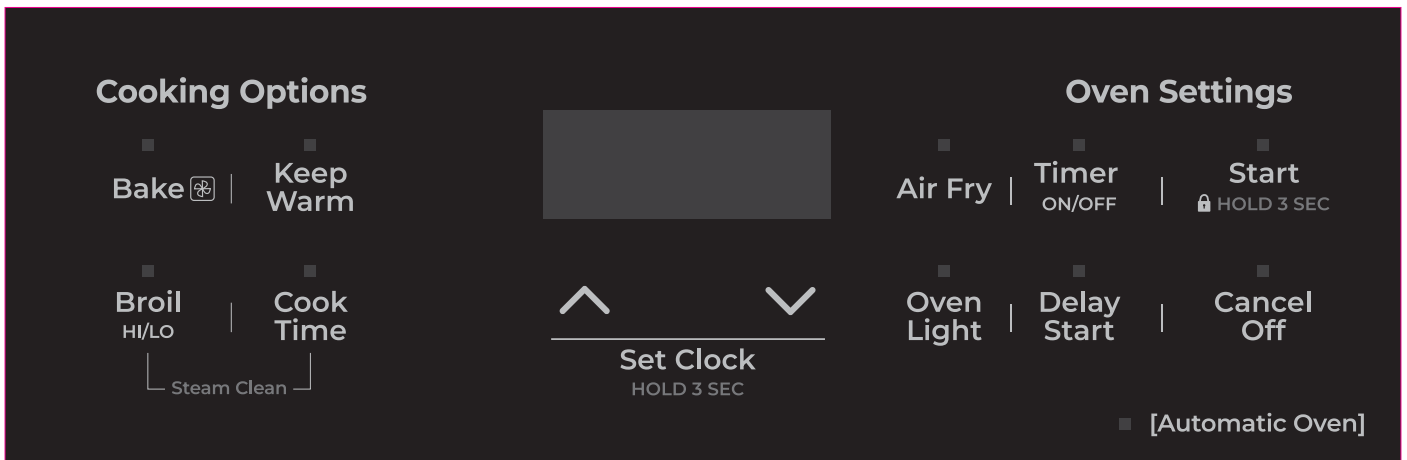 Cooking Options
Oven Settings
Bake
Keep
Warm
Air Fry
Timer
ON/OFF
Start
HOLD 3 SEC
Broil
HI/LO
Cook
Time
Steam Clean
Set Clock
HOLD 3 SEC
Oven
Light
Delay
Start
Cancel
Off
[Automatic Oven]